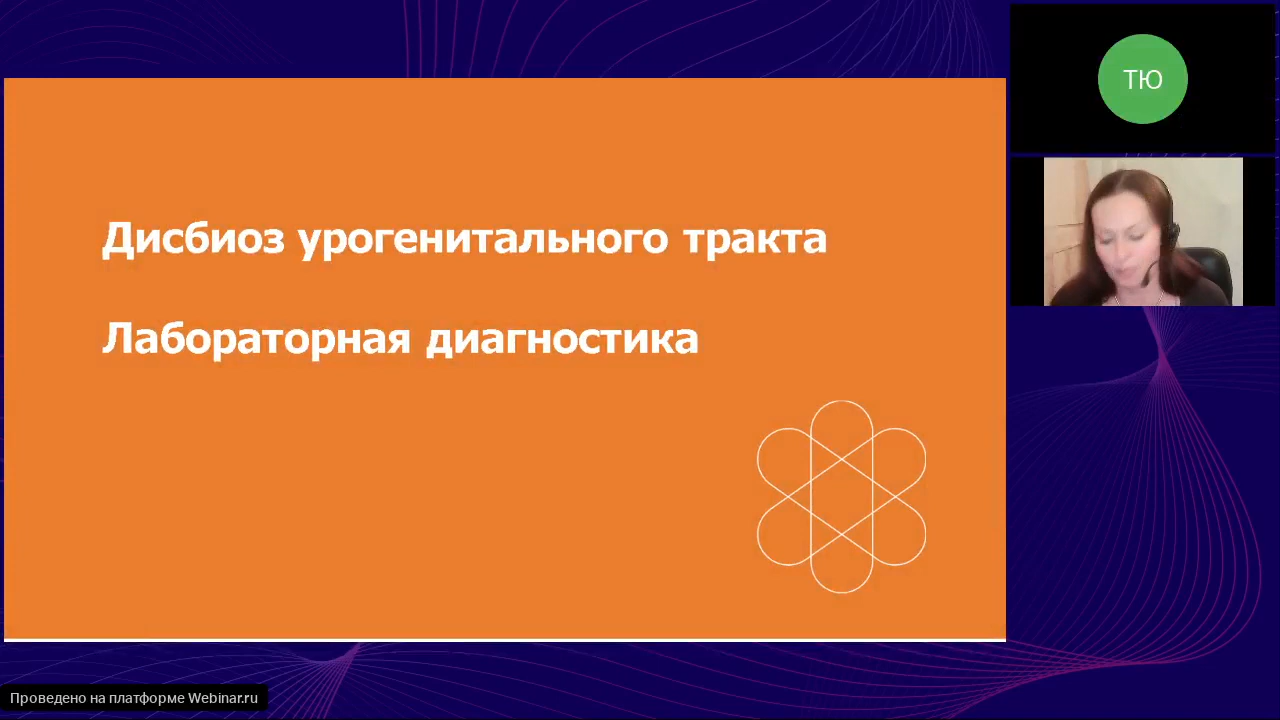 Дисбиоз урогенитального тракта
Лабораторная диагностика
ТЮ
Проведено на платформе Webinar.ru